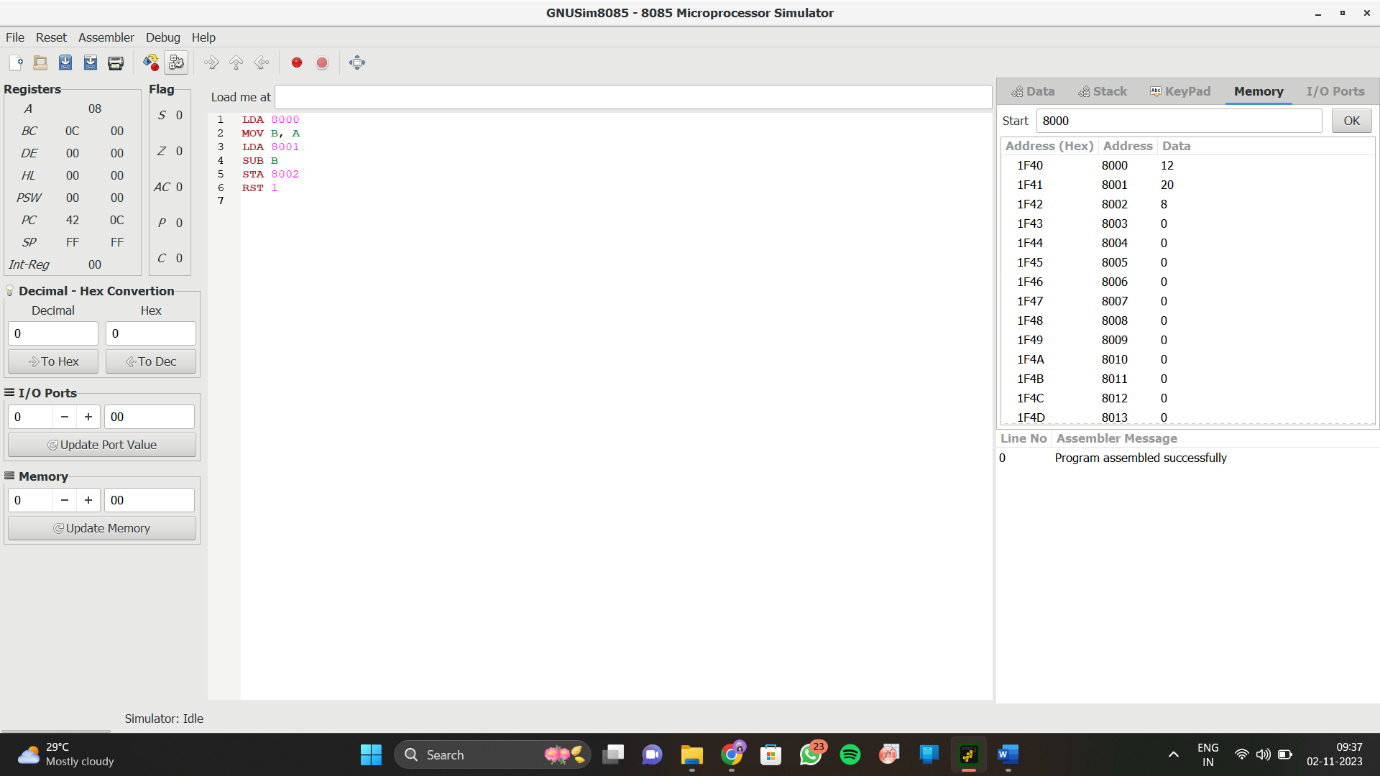 GNUSim8085 - 8085 Microprocessor Simulator
File Reset Assembler Debug Help
Registers
A 08
BC 0C 00
DE 00 00
HL 00 00
PSW 00 00
PC 42 0C
SP FF FF
Int-Reg 00
Flag
S 0
Z 0
AC 0
P 0
C 0
Decimal - Hex Convertion
Decimal Hex
0 0
To Hex To Dec
I/O Ports
0 − + 00
Update Port Value
Memory
0 − + 00
Update Memory
Load me at
1 LDA 8000
2 MOV B, A
3 LDA 8001
4 SUB B
5 STA 8002
6 RST 1
7
Data Stack Abc KeyPad Memory I/O Ports
Start 8000 OK
Address (Hex) Address Data
1F40 8000 12
1F41 8001 20
1F42 8002 8
1F43 8003 0
1F44 8004 0
1F45 8005 0
1F46 8006 0
1F47 8007 0
1F48 8008 0
1F49 8009 0
1F4A 8010 0
1F4B 8011 0
1F4C 8012 0
1F4D 8013 0
Line No Assembler Message
0 Program assembled successfully
Simulator: Idle
29°C
Mostly cloudy
Search
23
W
ENG
IN
09:37
02-11-2023